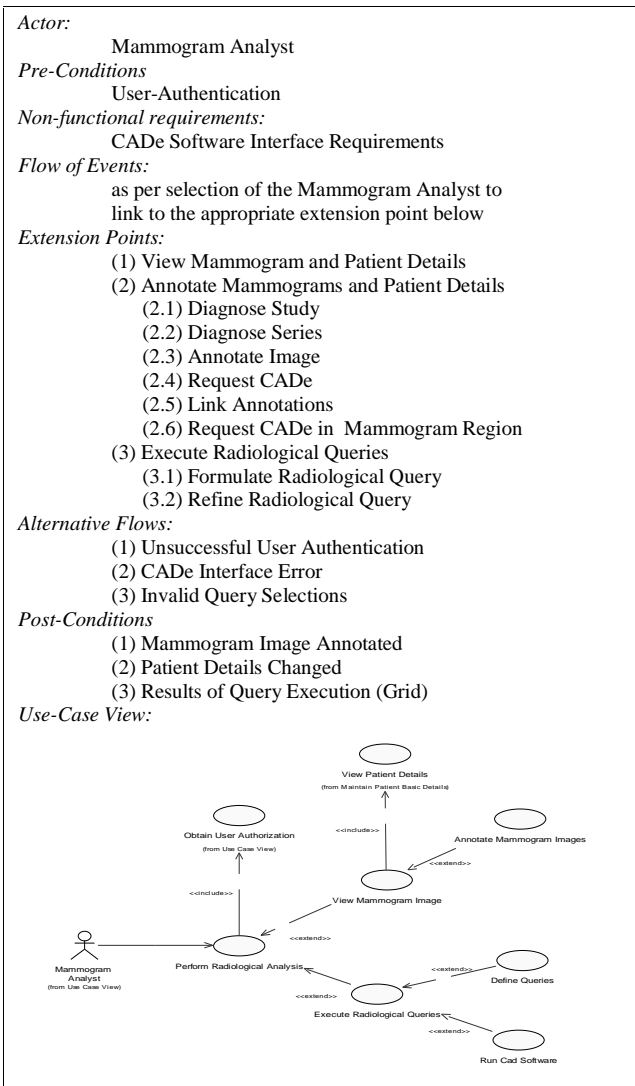 Actor:
Mammogram Analyst
Pre-Conditions
User-Authentication
Non-functional requirements:
CADe Software Interface Requirements
Flow of Events:
as per selection of the Mammogram Analyst to
link to the appropriate extension point below
Extension Points:
(1) View Mammogram and Patient Details
(2) Annotate Mammograms and Patient Details
(2.1) Diagnose Study
(2.2) Diagnose Series
(2.3) Annotate Image
(2.4) Request CADe
(2.5) Link Annotations
(2.6) Request CADe in Mammogram Region
(3) Execute Radiological Queries
(3.1) Formulate Radiological Query
(3.2) Refine Radiological Query
Alternative Flows:
(1) Unsuccessful User Authentication
(2) CADe Interface Error
(3) Invalid Query Selections
Post-Conditions
(1) Mammogram Image Annotated
(2) Patient Details Changed
(3) Results of Query Execution (Grid)
Use-Case View:
View Patient Details
(from Maintain Patient Basic Details)
Obtain User Authorization
(from Use Case View)
<<include>>
Annotate Mammogram Images
<<extend>>
<<include>>
View Mammogram Image
<<extend>>
Mammogram
Analyst
(from Use Case View)
Perform Radiological Analysis
<<extend>>
Define Queries
<<extend>>
Execute Radiological Queries
<<extend>>
Run Cad Software